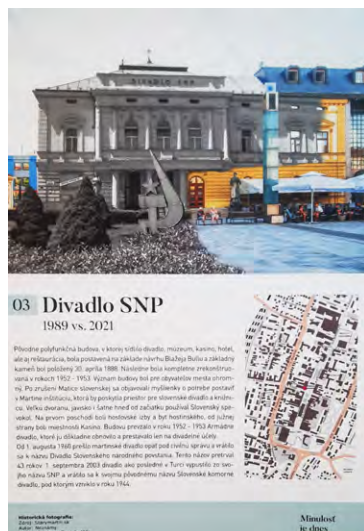 DIVADLO SNP
03 Divadlo SNP
1989 vs. 2021
Pôvodne polyfunkčná budova, v ktorej sídlilo divadlo, múzeum, kasíno, hotel,
ale aj reštaurácia, bola postavená na základe návrhu Blažeja Bullu a základný
kameň bol položený 30. apríla 1888. Následne bola kompletne zrekonštruo-
vaná v rokoch 1952 - 1953. Význam budovy bol pre obyvateľov mesta ohrom-
ný. Po zrušení Matice slovenskej sa objavovali myšlienky o potrebe postaviť
v Martine inštitúciu, ktorá by poskytla priestor pre slovenské divadlo a knižni-
cu. Veľkú dvoranu, javisko i šatne hneď od začiatku používal Slovenský spe-
vokol. Na prvom poschodí boli hosťovské izby a byt hostinského, od južnej
strany boli miestnosti Kasína. Budovu prevzalo v roku 1952 - 1953 Armádne
divadlo, ktoré ju dôkladne obnovilo a prestavalo len na divadelné účely.
Od 1. augusta 1960 prešlo martinské divadlo opäť pod civilnú správu a vrátilo
sa k názvu Divadlo Slovenského národného povstania. Tento názov pretrval
43 rokov. 1. septembra 2003 divadlo ako posledné v Turci vypustilo zo svoj-
ho názvu SNP a vrátilo sa k svojmu pôvodnému názvu Slovenské komorné
divadlo, pod ktorým vzniklo v roku 1944.
Historická fotografia:
Minulosť
je dnes